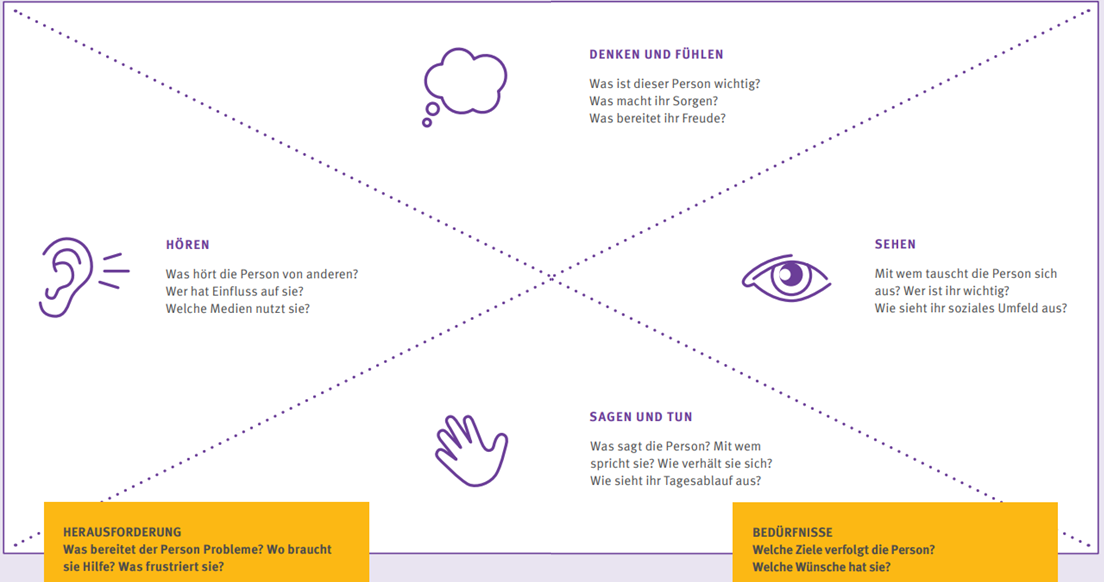 DENKEN UND FÜHLEN
Was ist dieser Person wichtig?
Was macht ihr Sorgen?
Was bereitet ihr Freude?
HÖREN
Was hört die Person von anderen?
Wer hat Einfluss auf sie?
Welche Medien nutzt sie?
SEHEN
Mit wem tauscht die Person sich
aus? Wer ist ihr wichtig?
Wie sieht ihr soziales Umfeld aus?
SAGEN UND TUN
Was sagt die Person? Mit wem
spricht sie? Wie verhält sie sich?
Wie sieht ihr Tagesablauf aus?
HERAUSFORDERUNG
Was bereitet der Person Probleme? Wo braucht
sie Hilfe? Was frustriert sie?
BEDÜRFNISSE
Welche Ziele verfolgt die Person?
Welche Wünsche hat sie?